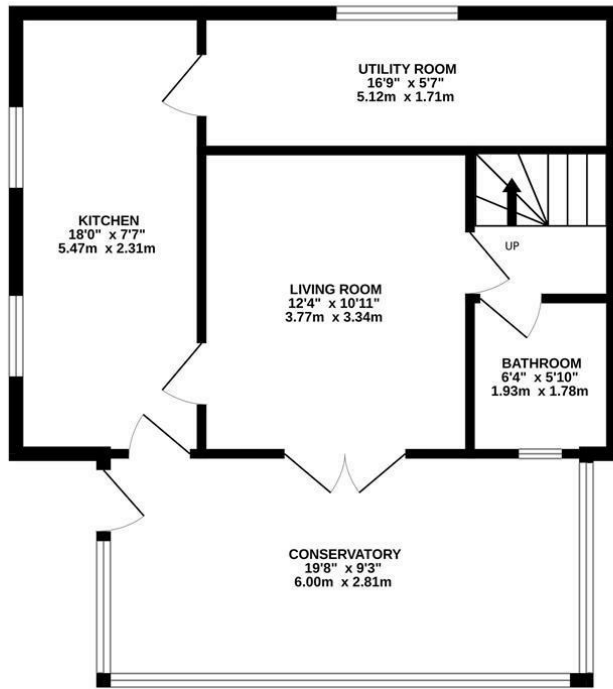 UTILITY ROOM
16'9" x 5'7"
5.12m x 1.71m
KITCHEN
18'0" x 7'7"
5.47m x 2.31m
UP
LIVING ROOM
12'4" x 10'11"
3.77m x 3.34m
BATHROOM
6'4" x 5'10"
1.93m x 1.78m
CONSERVATORY
19'8" x 9'3"
6.00m x 2.81m